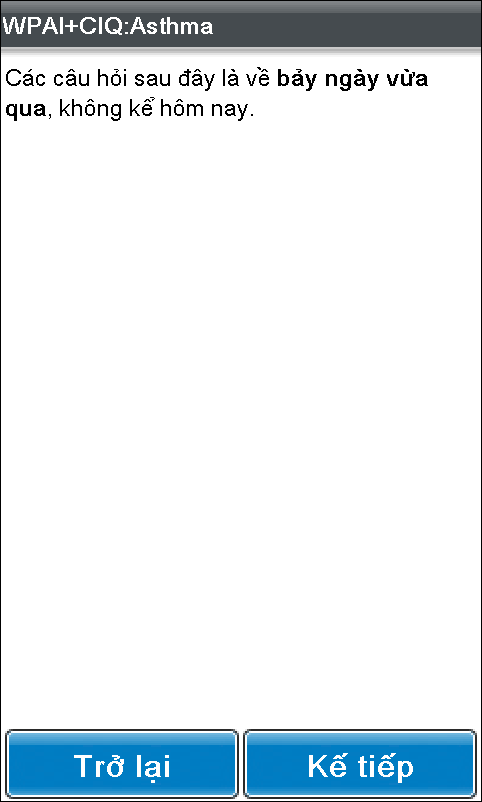 WPAI+CIQ:Asthma
Các câu hỏi sau đây là về bảy ngày vừa
qua, không kể hôm nay.
Trở lại
Kế tiếp